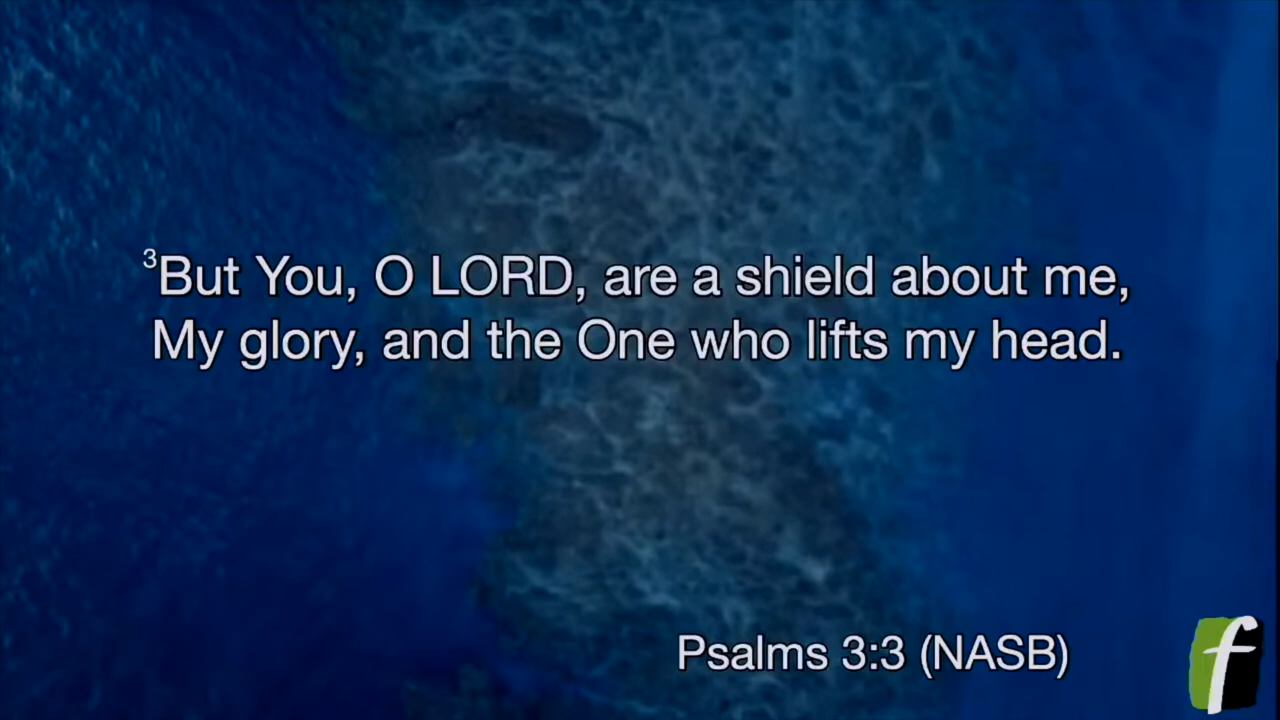 ³But You, O LORD, are a shield about me,
My glory, and the One who lifts my head.
Psalms 3:3 (NASB)
f